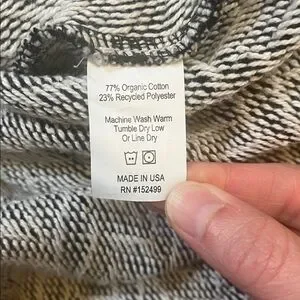 77% Organic Cotton
23% Recycled Polyester
Machine Wash Warm
Tumble Dry Low
Or Line Dry
MADE IN USA
RN #152499